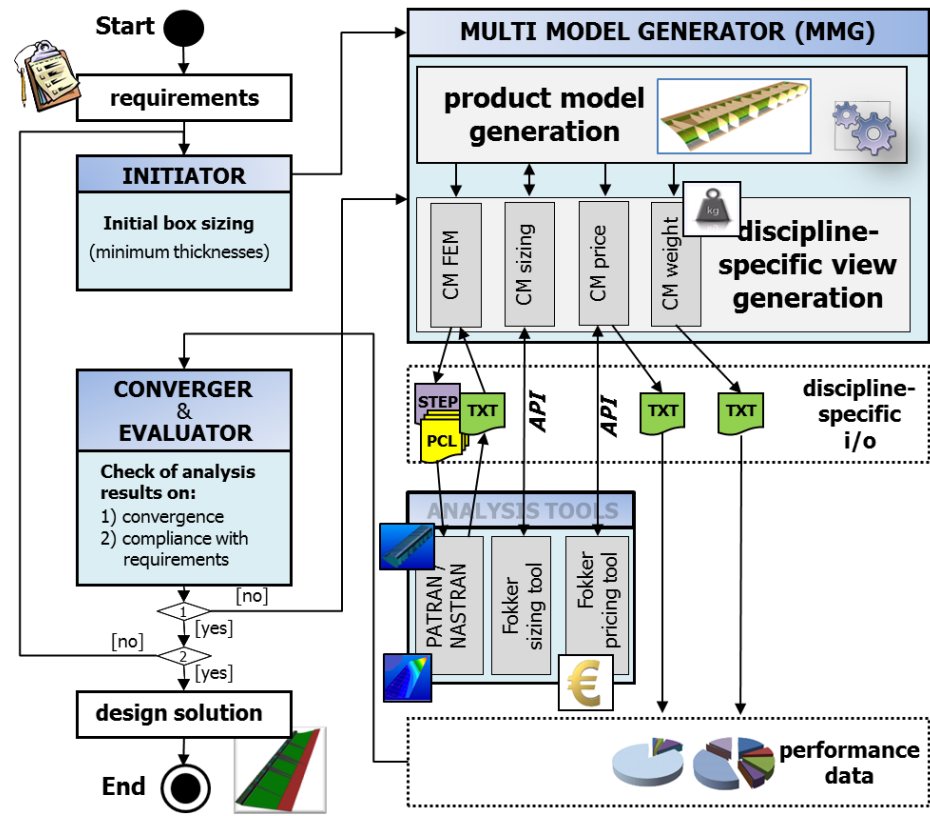 Start
requirements
INITIATOR
Initial box sizing
(minimum thicknesses)
CONVERGER
&
EVALUATOR
Check of analysis
results on:
1) convergence
2) compliance with
requirements
1
[no]
[yes]
2
[no]
[yes]
design solution
End
MULTI MODEL GENERATOR (MMG)
product model
generation
kg
CM FEM
CM sizing
CM price
CM weight
discipline-
specific view
generation
STEP
PCL
TXT
API
API
TXT
TXT
discipline-
specific
i/o
ANALYSIS TOOLS
PATRAN/
NASTRAN
Fokker
sizing tool
Fokker
pricing tool
€
performance
data